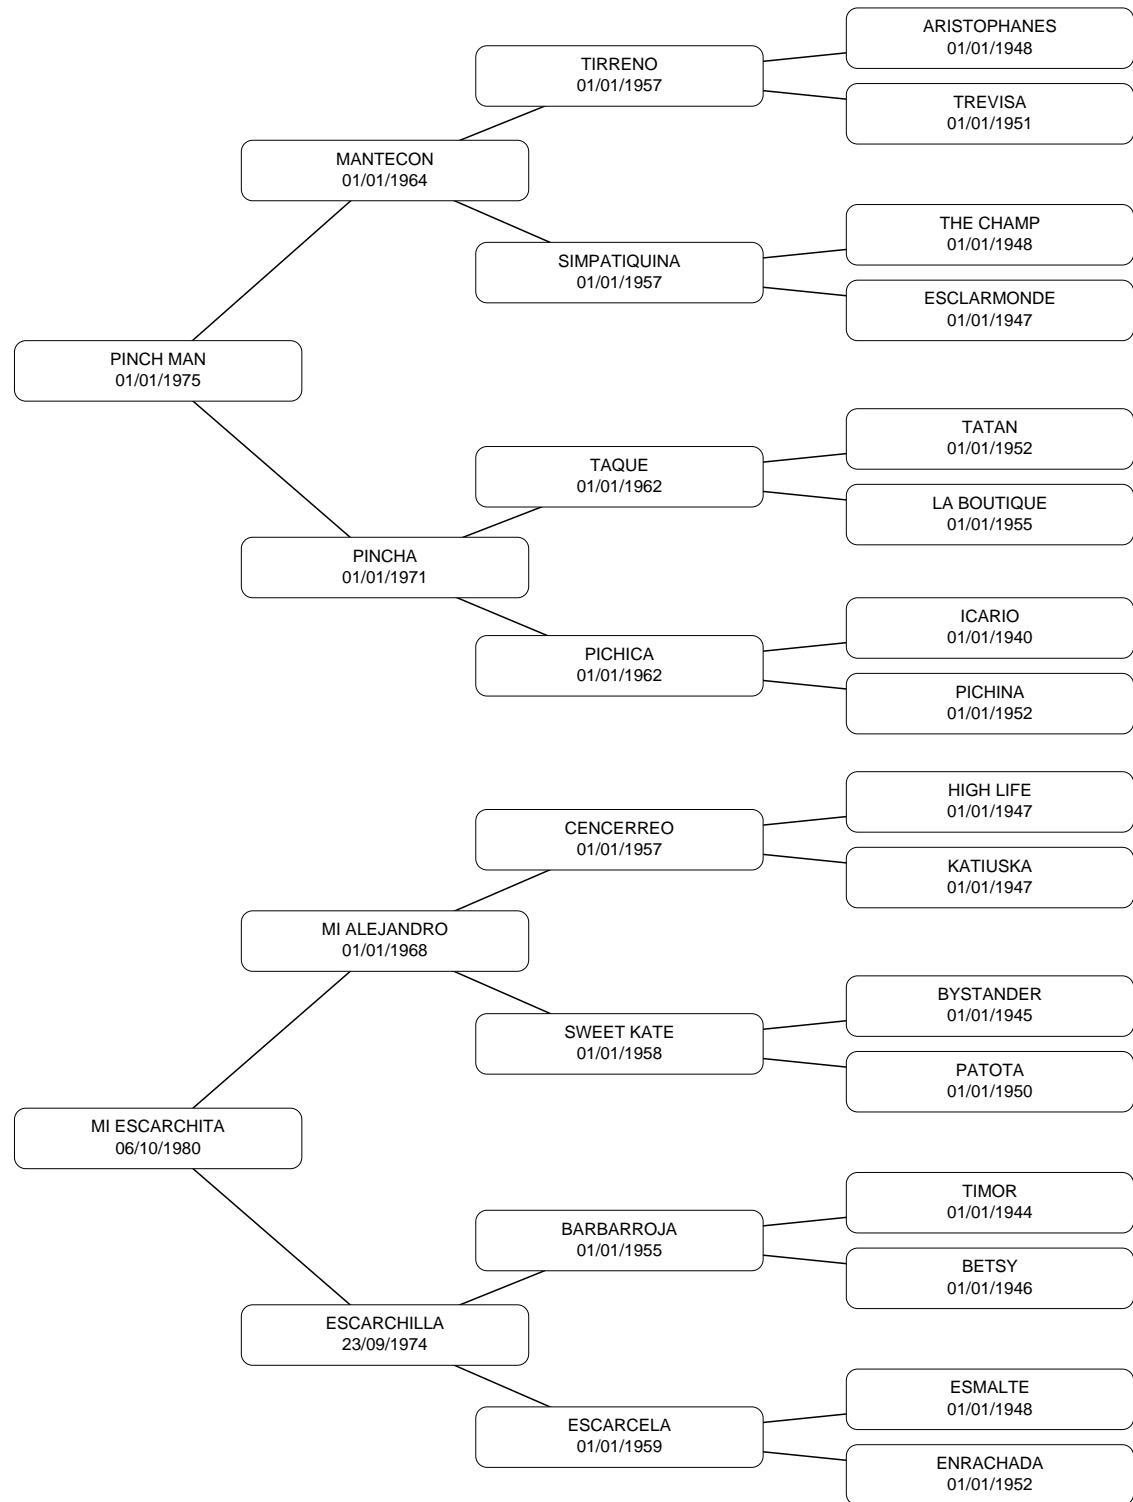 ARISTOPHANES
01/01/1948
TIRRENO
01/01/1957
TREVISA
01/01/1951
MANTECON
01/01/1964
THE CHAMP
01/01/1948
SIMPATIQUINA
01/01/1957
ESCLARMONDE
01/01/1947
PINCH MAN
01/01/1975
TATAN
01/01/1952
TAQUE
01/01/1962
LA BOUTIQUE
01/01/1955
PINCHA
01/01/1971
ICARIO
01/01/1940
PICHICA
01/01/1962
PICHINA
01/01/1952
HIGH LIFE
01/01/1947
CENCERREO
01/01/1957
KATIUSKA
01/01/1947
MI ALEJANDRO
01/01/1968
BYSTANDER
01/01/1945
SWEET KATE
01/01/1958
PATOTA
01/01/1950
MI ESCARCHITA
06/10/1980
TIMOR
01/01/1944
BARBARROJA
01/01/1955
BETSY
01/01/1946
ESCARCHILLA
23/09/1974
ESMALTE
01/01/1948
ESCARCELA
01/01/1959
ENRACHADA
01/01/1952